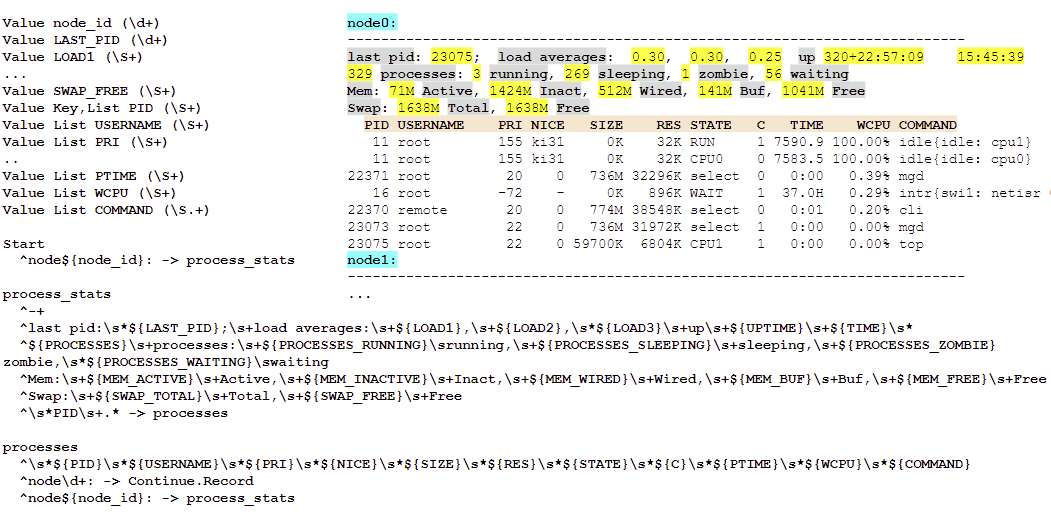 Value node_id (\d+)
Value LAST_PID (\d+)
Value LOAD1 (\S+)
...
Value SWAP_FREE (\S+)
Value Key,List PID (\S+)
Value List USERNAME (\S+)
Value List PRI (\S+)
..
Value List PTIME (\S+)
Value List WCPU (\S+)
Value List COMMAND (\S.+)
Start
  ^node${node_id}: -> process_stats
node0:
--------------------------------------------------------------------------
last pid: 23075;  load averages:  0.30,  0.30,  0.25  up 320+22:57:09    15:45:39
329 processes: 3 running, 269 sleeping, 1 zombie, 56 waiting
Mem: 71M Active, 1424M Inact, 512M Wired, 141M Buf, 1041M Free
Swap: 1638M Total, 1638M Free
  PID USERNAME    PRI NICE   SIZE    RES STATE  C   TIME    WCPU COMMAND
   11 root        155 ki31     0K    32K RUN    1 7590.9 100.00% idle{idle: cpu1}
   11 root        155 ki31     0K    32K CPU0   0 7583.5 100.00% idle{idle: cpu0}
22371 root         20    0   736M 32296K select 0   0:00   0.39% mgd
   16 root        -72    -     0K   896K WAIT   1  37.0H   0.29% intr{swi1: netisr
22370 remote       20    0   774M 38548K select 0   0:01   0.20% cli
23073 root         22    0   736M 31972K select 1   0:00   0.00% mgd
23075 root         22    0 59700K  6804K CPU1   1   0:00   0.00% top
node1:
--------------------------------------------------------------------------
...
process_stats
  ^-+
  ^last pid:\s*${LAST_PID};\s+load averages:\s+${LOAD1},\s+${LOAD2},\s*${LOAD3}\s+up\s+${UPTIME}\s+${TIME}\s*
  ^${PROCESSES}\s+processes:\s+${PROCESSES_RUNNING}\srunning,\s+${PROCESSES_SLEEPING}\s+sleeping,\s+${PROCESSES_ZOMBIE}
zombie,\s*${PROCESSES_WAITING}\swaiting
  ^Mem:\s+${MEM_ACTIVE}\s+Active,\s+${MEM_INACTIVE}\s+Inact,\s+${MEM_WIRED}\s+Wired,\s+${MEM_BUF}\s+Buf,\s+${MEM_FREE}\s+Free
  ^Swap:\s+${SWAP_TOTAL}\s+Total,\s+${SWAP_FREE}\s+Free
  ^\s*PID\s+.* -> processes
processes
  ^\s*${PID}\s*${USERNAME}\s*${PRI}\s*${NICE}\s*${SIZE}\s*${RES}\s*${STATE}\s*${C}\s*${PTIME}\s*${WCPU}\s*${COMMAND}
  ^node\d+: -> Continue.Record
  ^node${node_id}: -> process_stats